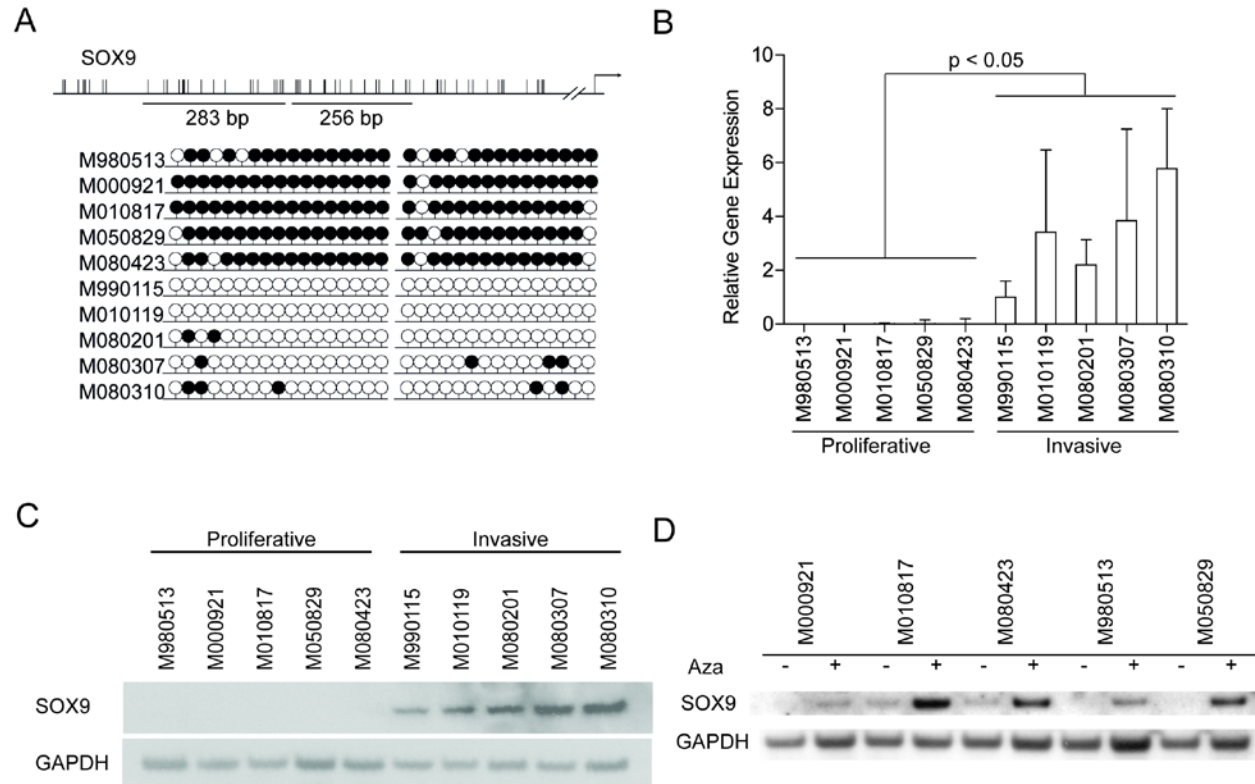 A
SOX9
283 bp
256 bp
M980513
M000921
M010817
M050829
M080423
M990115
M010119
M080201
M080307
M080310
B
p < 0.05
Relative Gene Expression
10
8
6
4
2
0
M980513
M000921
M010817
M050829
M080423
M990115
M010119
M080201
M080307
M080310
Proliferative
Invasive
C
Proliferative
Invasive
M980513
M000921
M010817
M050829
M080423
M990115
M010119
M080201
M080307
M080310
SOX9
GAPDH
D
M000921
M010817
M080423
M980513
M050829
Aza - + - + - + - + - +
SOX9
GAPDH